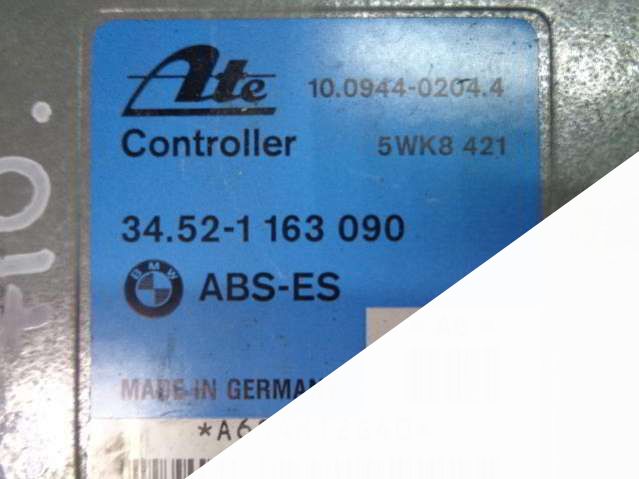 Ate 10.0944-0204.4
Controller 5WK8 421
34.52-1 163 090
BMW ABS-ES
MADE IN GERMAN